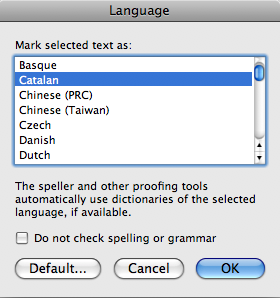 Language
Mark selected text as:
Basque
Catalan
Chinese (PRC)
Chinese (Taiwan)
Czech
Danish
Dutch
The speller and other proofing tools
automatically use dictionaries of the selected
language, if available.
Do not check spelling or grammar
Default... Cancel OK